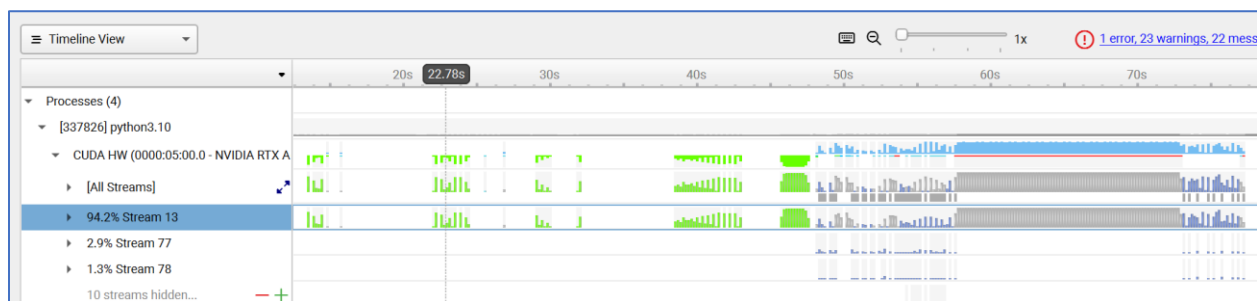 Timeline View
1x
1 error, 23 warnings, 22 mess
20s 22.78s 30s 40s 50s 60s 70s
Processes (4)
[337826] python3.10
CUDA HW (0000:05:00.0 - NVIDIA RTX A
[All Streams]
94.2% Stream 13
2.9% Stream 77
1.3% Stream 78
10 streams hidden...